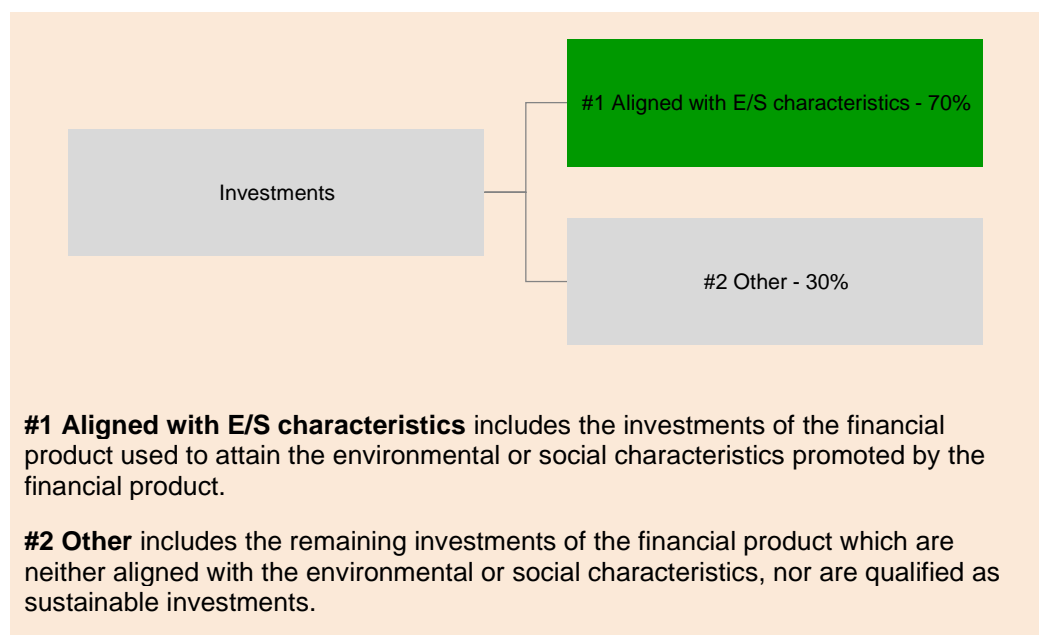 #1 Aligned with E/S characteristics - 70%
Investments
#2 Other - 30%
#1 Aligned with E/S characteristics includes the investments of the financial
product used to attain the environmental or social characteristics promoted by the
financial product.
#2 Other includes the remaining investments of the financial product which are
neither aligned with the environmental or social characteristics, nor are qualified as
sustainable investments.